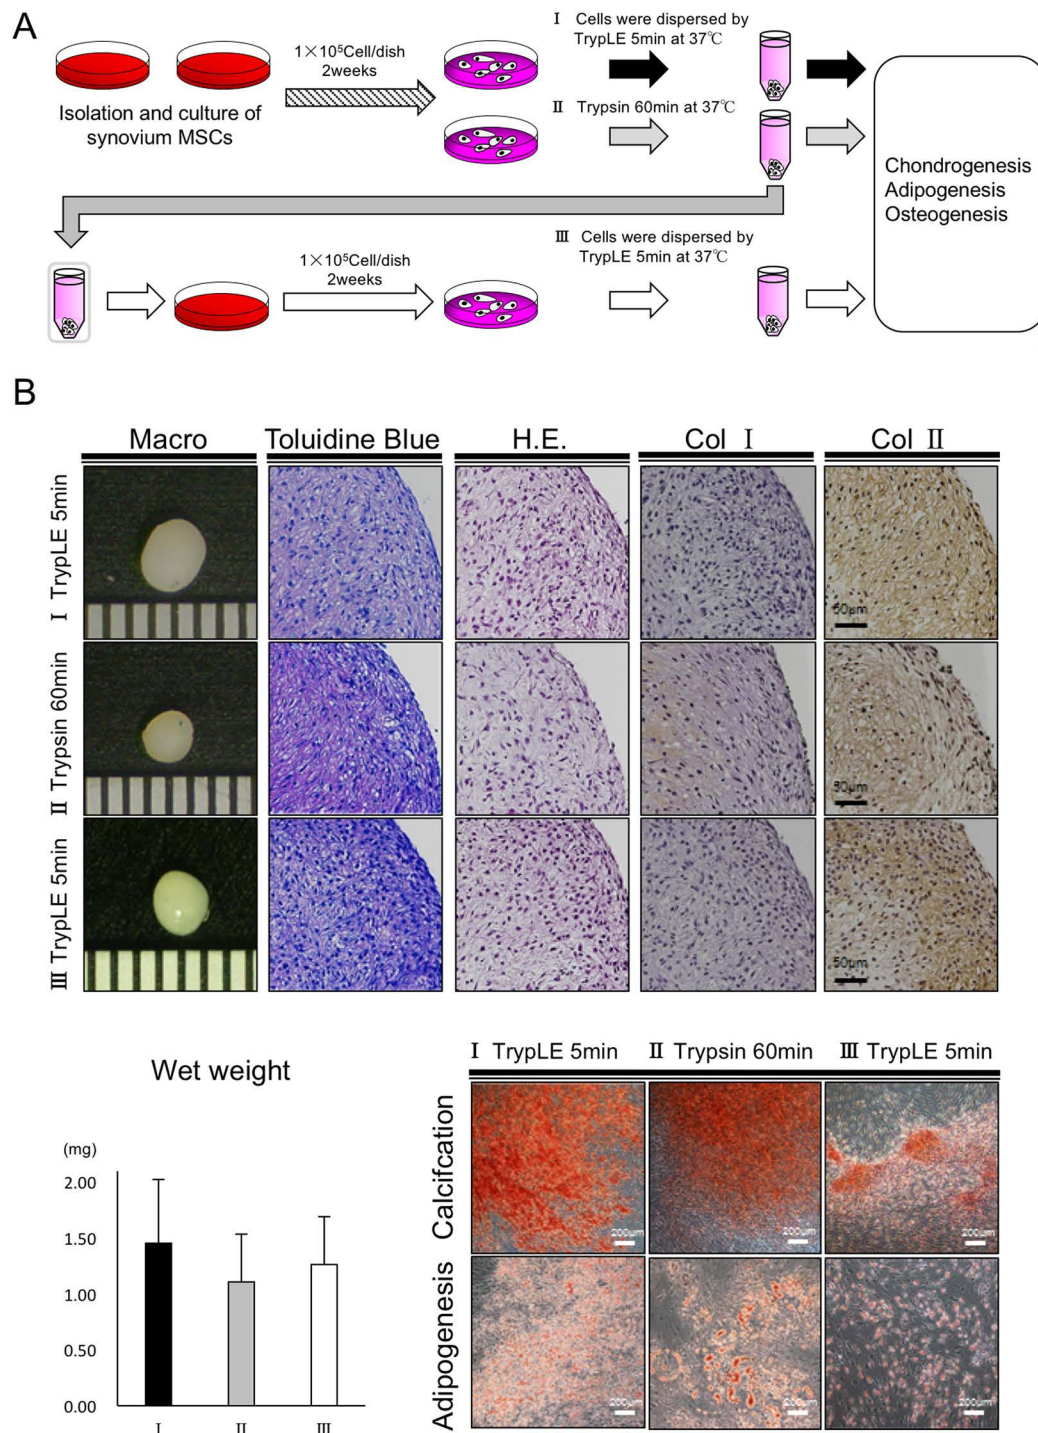 A
Isolation and culture of
synovium MSCs
1×10⁵Cell/dish
2weeks
Ⅰ Cells were dispersed by
TrypLE 5min at 37℃
Ⅱ Trypsin 60min at 37℃
Chondrogenesis
Adipogenesis
Osteogenesis
1×10⁵Cell/dish
2weeks
Ⅲ Cells were dispersed by
TrypLE 5min at 37℃
B
Macro
Toluidine Blue
H.E.
Col Ⅰ
Col Ⅱ
Ⅰ TrypLE 5min
50μm
Ⅱ Trypsin 60min
50μm
Ⅲ TrypLE 5min
50μm
Wet weight
(mg)
2.00
1.50
1.00
0.50
0.00
Ⅰ
Ⅱ
Ⅲ
Ⅰ TrypLE 5min
Ⅱ Trypsin 60min
Ⅲ TrypLE 5min
Calcifcation
200μm
200μm
200μm
Adipogenesis
200μm
200μm
200μm